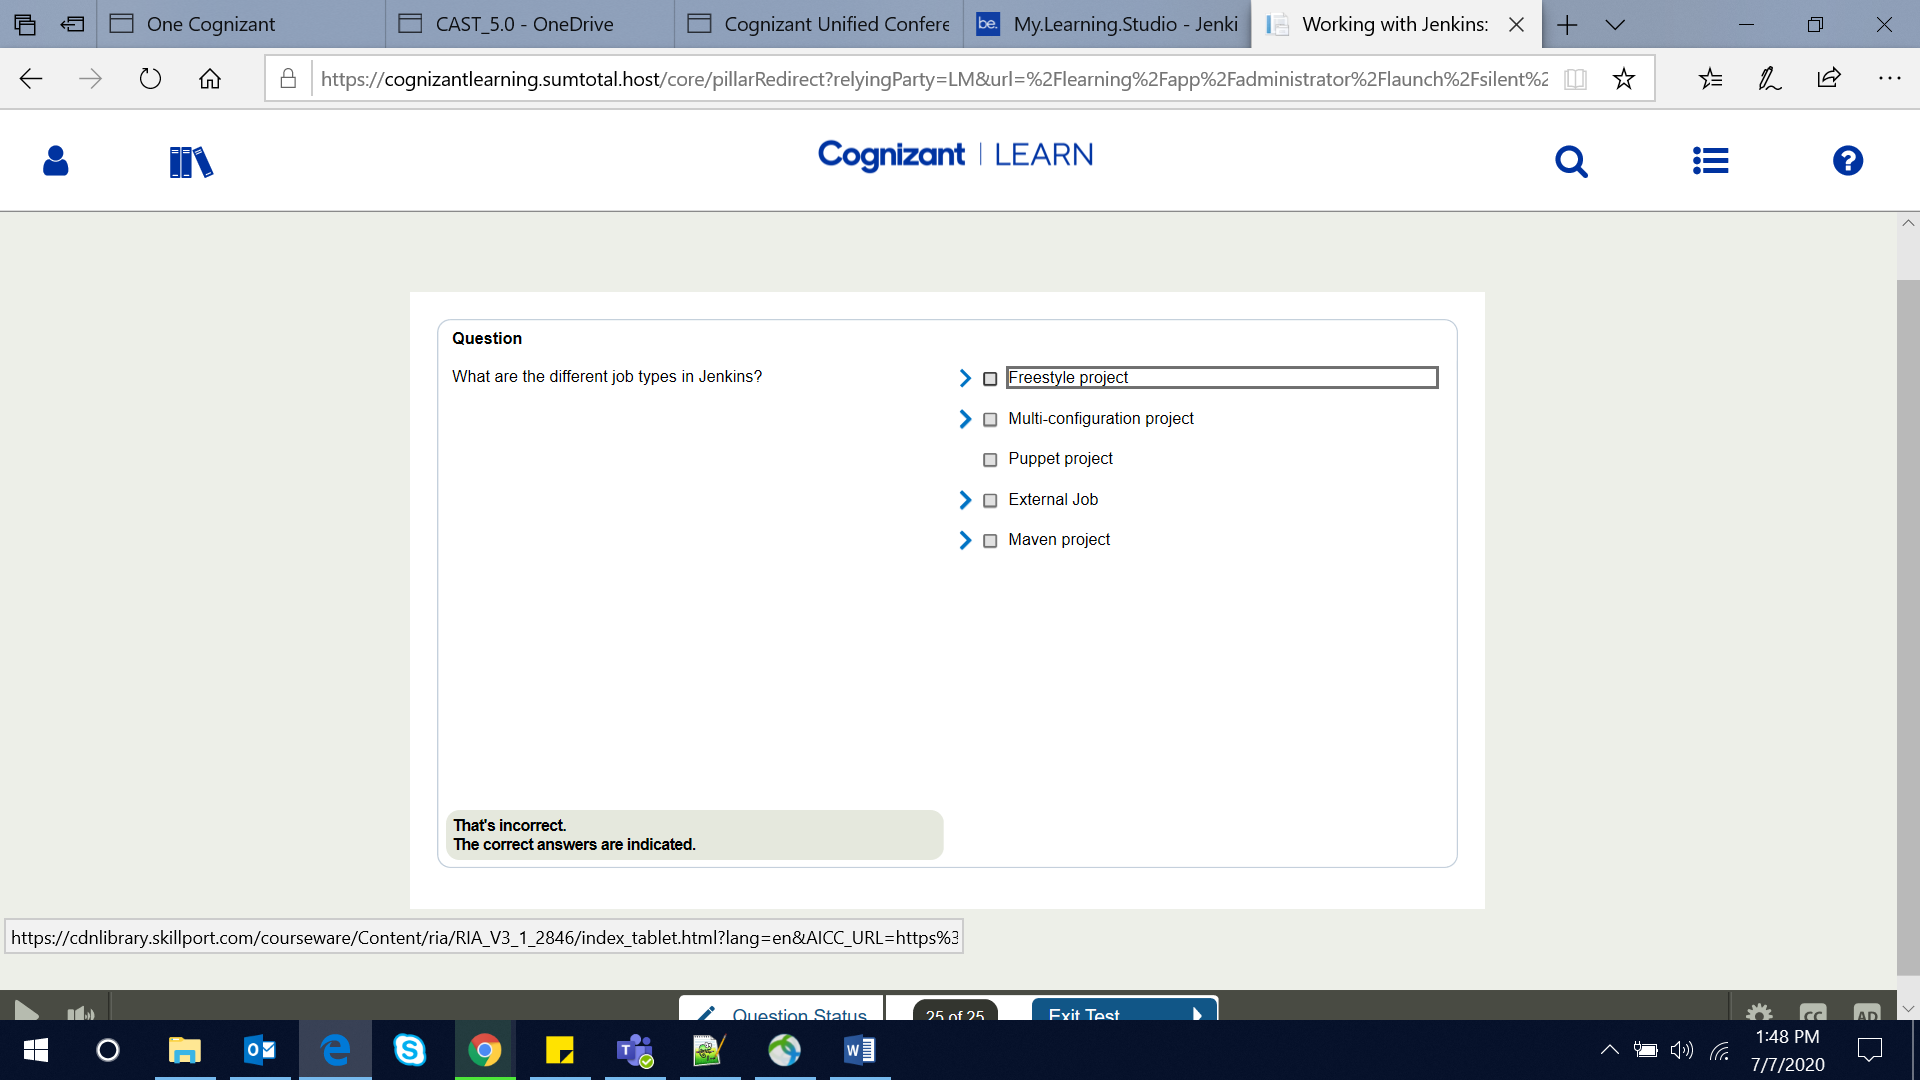 One Cognizant
CAST_5.0 - OneDrive
Cognizant Unified Confere
be. My.Learning.Studio - Jenki
Working with Jenkins:
https://cognizantlearning.sumtotal.host/core/pillarRedirect?relyingParty=LM&url=%2Flearning%2Fapp%2Fadministrator%2Flaunch%2Fsilent%2
Cognizant | LEARN
Question
What are the different job types in Jenkins?
Freestyle project
Multi-configuration project
Puppet project
External Job
Maven project
That's incorrect.
The correct answers are indicated.
https://cdnlibrary.skillport.com/courseware/Content/ria/RIA_V3_1_2846/index_tablet.html?lang=en&AICC_URL=https%3
Question Status
25 of 25
Exit Test
CC
AD
1:48 PM
7/7/2020